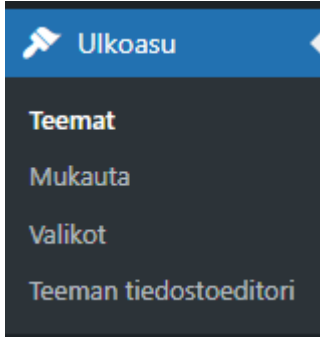 Ulkoasu
Teemat
Mukauta
Valikot
Teeman tiedostoeditori